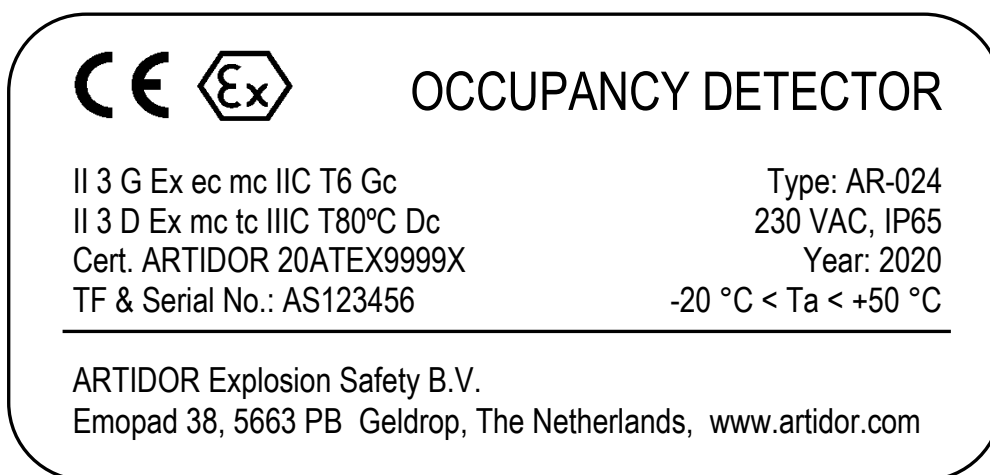 CE Ex OCCUPANCY DETECTOR
II 3 G Ex ec mc IIC T6 Gc
Type: AR-024
II 3 D Ex mc tc IIIC T80ºC Dc
230 VAC, IP65
Cert. ARTIDOR 20ATEX9999X
Year: 2020
TF & Serial No.: AS123456
-20 °C < Ta < +50 °C
ARTIDOR Explosion Safety B.V.
Emopad 38, 5663 PB Geldrop, The Netherlands, www.artidor.com